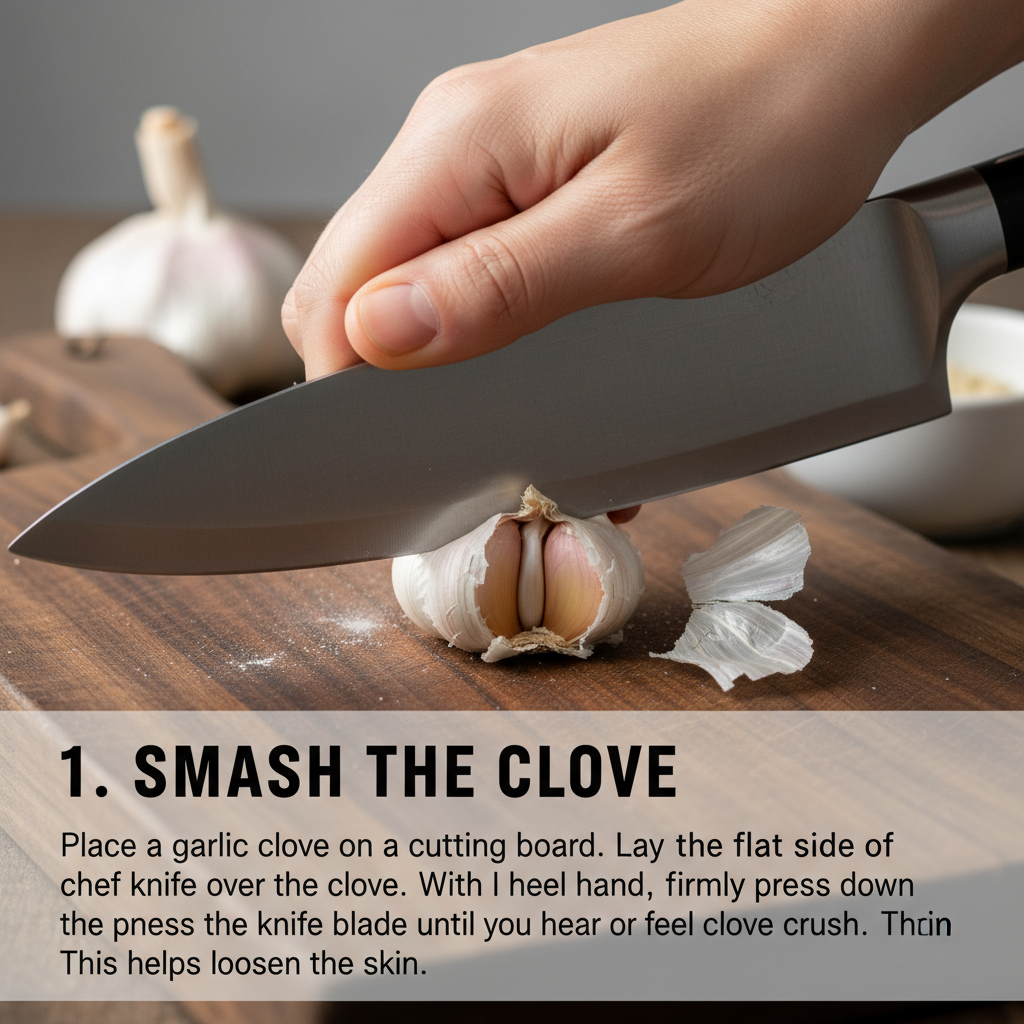 1. SMASH THE CLOVE
Place a garlic clove on a cutting board. Lay the flat side of
chef knife over the clove. With I heel hand, firmly press down
the pness the knife blade until you hear or feel clove crush.
This helps loosen the skin.